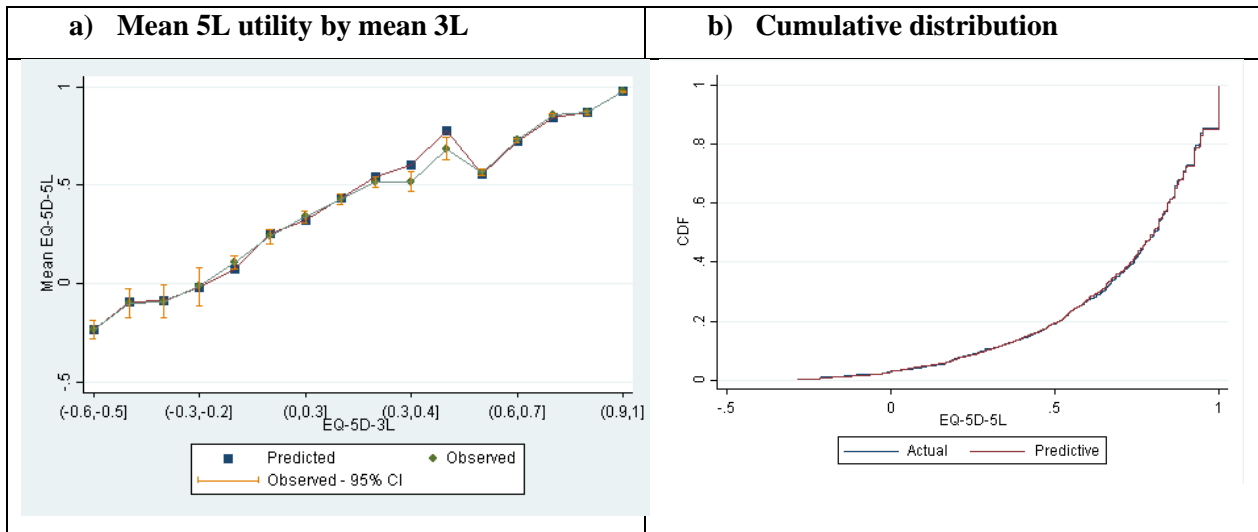 a) Mean 5L utility by mean 3L
b) Cumulative distribution
Mean EQ-5D-5L
1
.5
0
-.5
(-0.6,-0.5]
(-0.3,-0.2]
(0,0.3]
(0.3,0.4]
(0.6,0.7]
(0.9,1]
EQ-5D-3L
Predicted
Observed
Observed - 95% CI
CDF
1
.8
.6
.4
.2
0
-.5
0
.5
1
EQ-5D-5L
Actual
Predictive